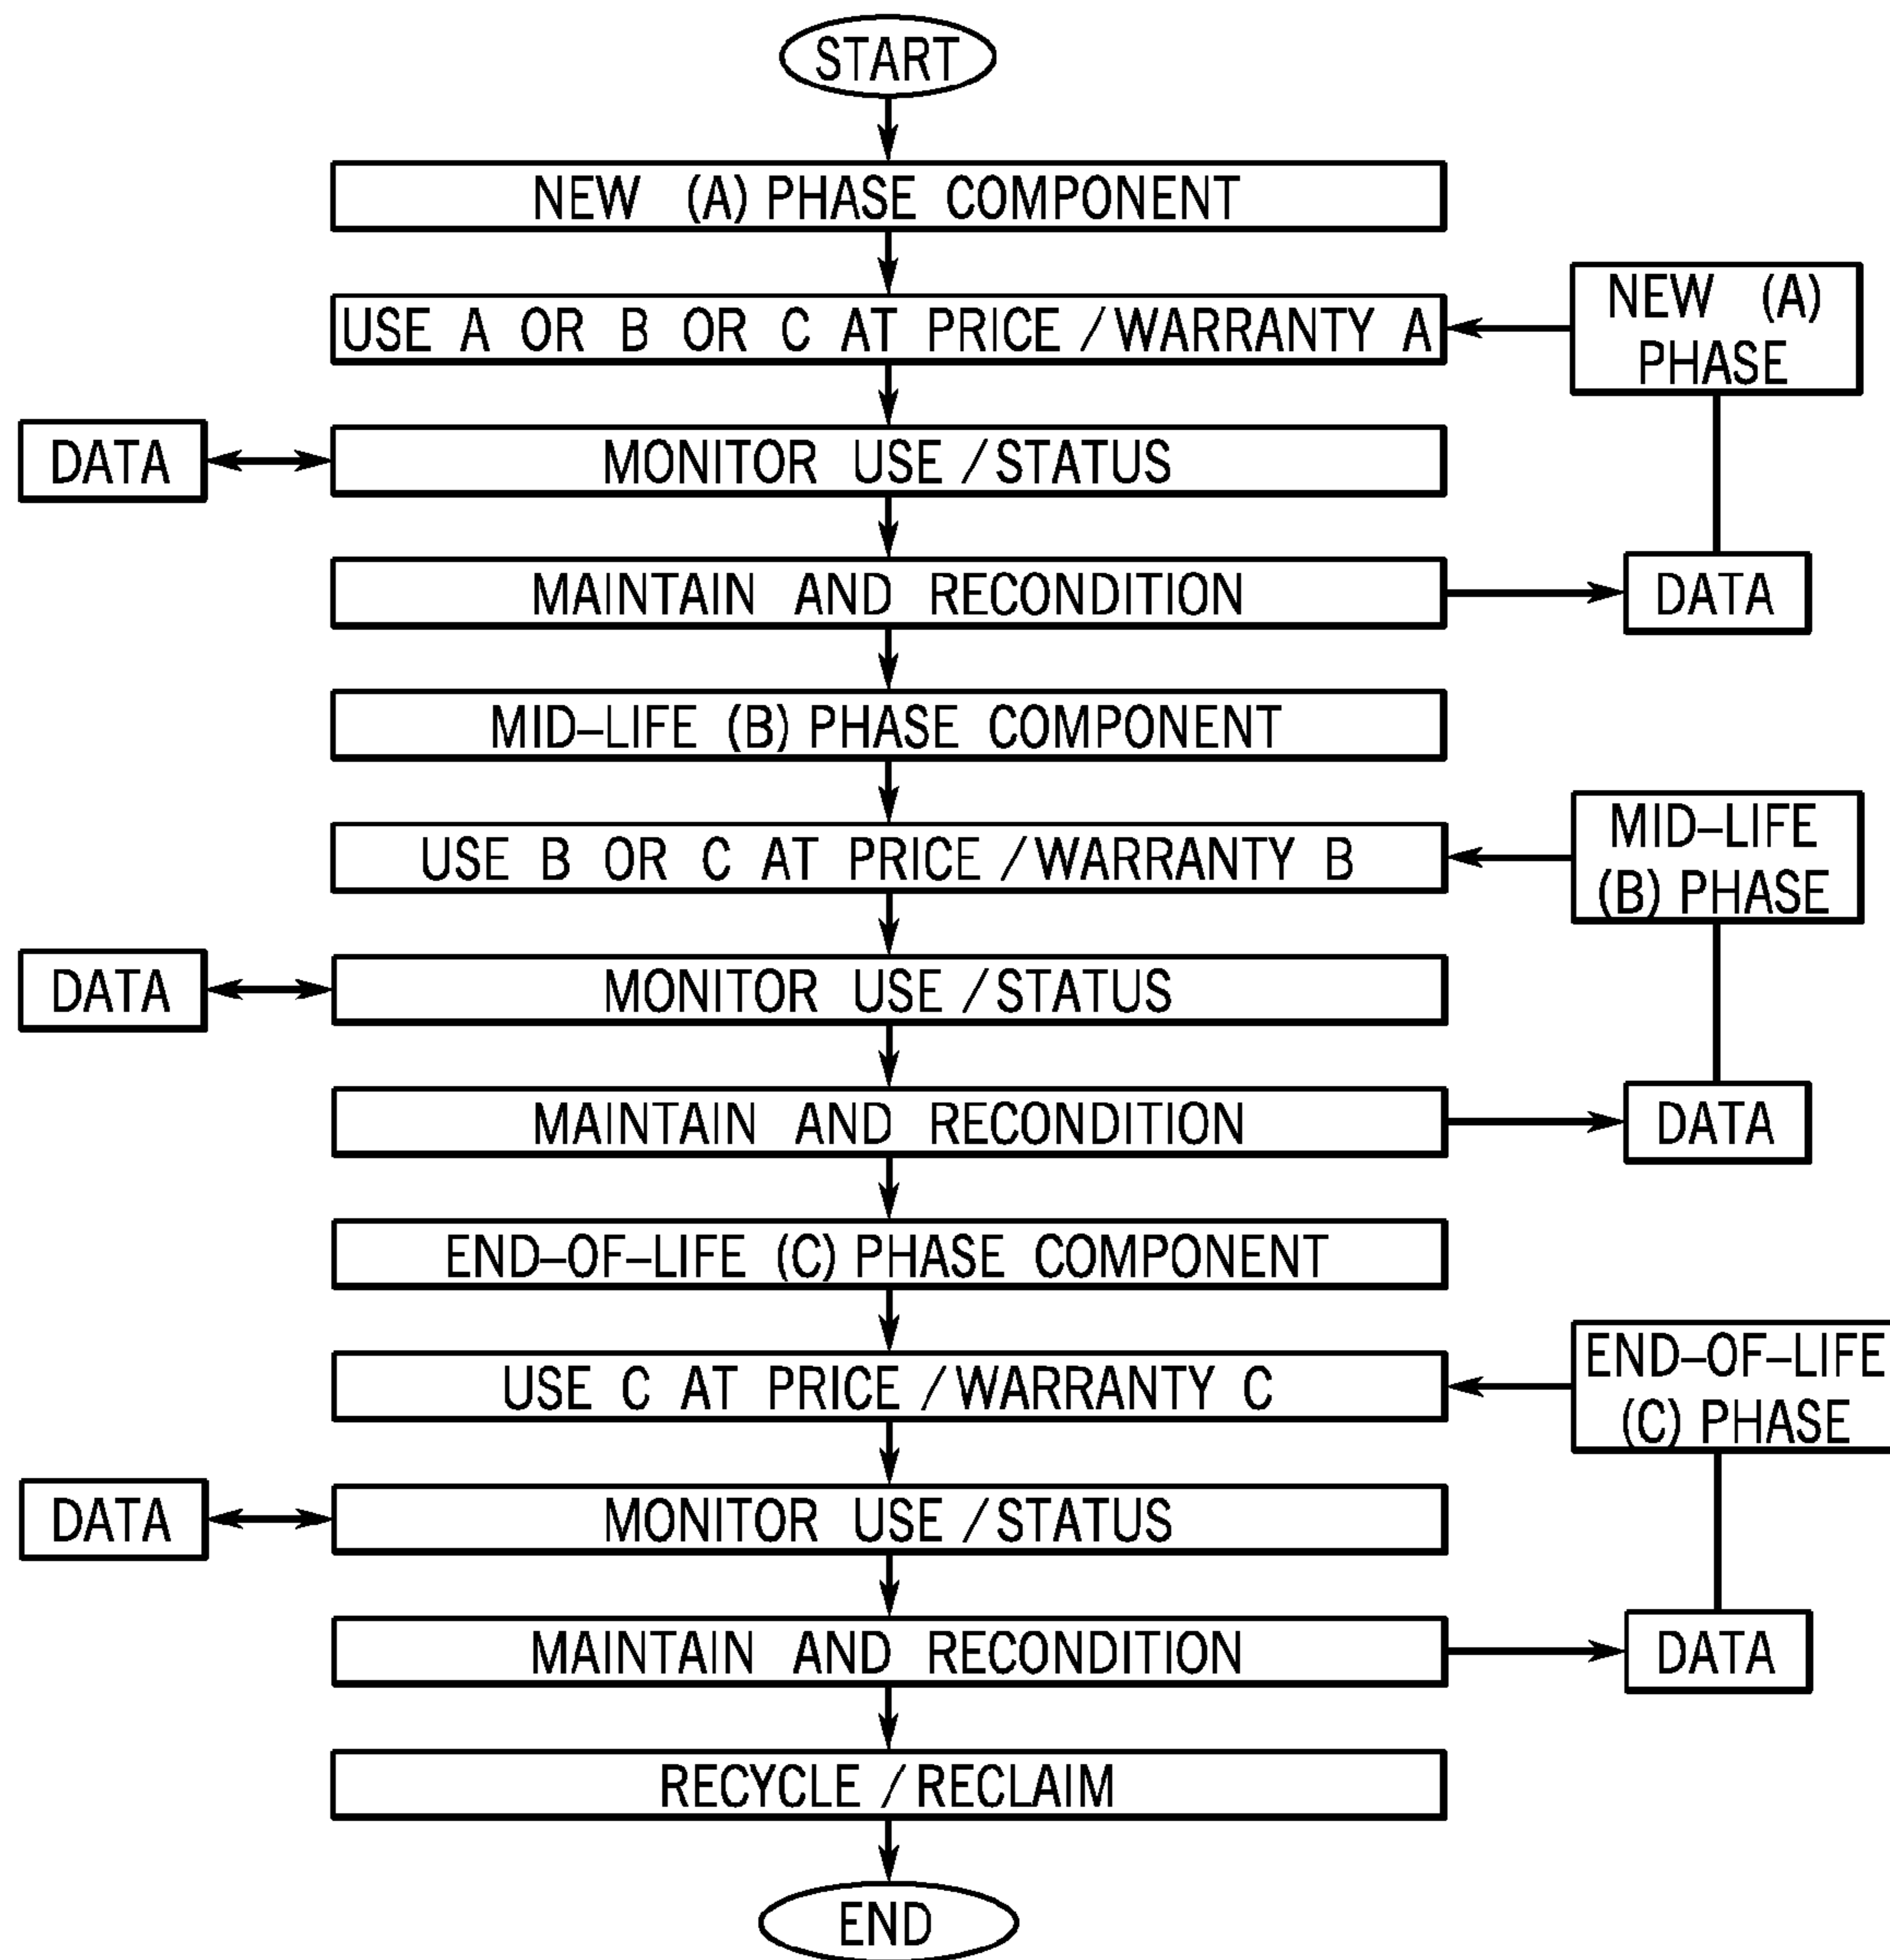 START
NEW (A) PHASE COMPONENT
USE A OR B OR C AT PRICE/WARRANTY A
NEW (A)
PHASE
DATA
MONITOR USE/STATUS
MAINTAIN AND RECONDITION
DATA
MID-LIFE (B) PHASE COMPONENT
USE B OR C AT PRICE/WARRANTY B
MID-LIFE
(B) PHASE
DATA
MONITOR USE/STATUS
MAINTAIN AND RECONDITION
DATA
END-OF-LIFE (C) PHASE COMPONENT
USE C AT PRICE/WARRANTY C
END-OF-LIFE
(C) PHASE
DATA
MONITOR USE/STATUS
MAINTAIN AND RECONDITION
DATA
RECYCLE/RECLAIM
END